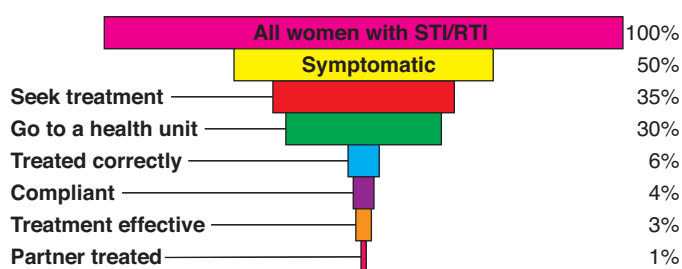 All women with STI/RTI 100%
Symptomatic 50%
Seek treatment 35%
Go to a health unit 30%
Treated correctly 6%
Compliant 4%
Treatment effective 3%
Partner treated 1%